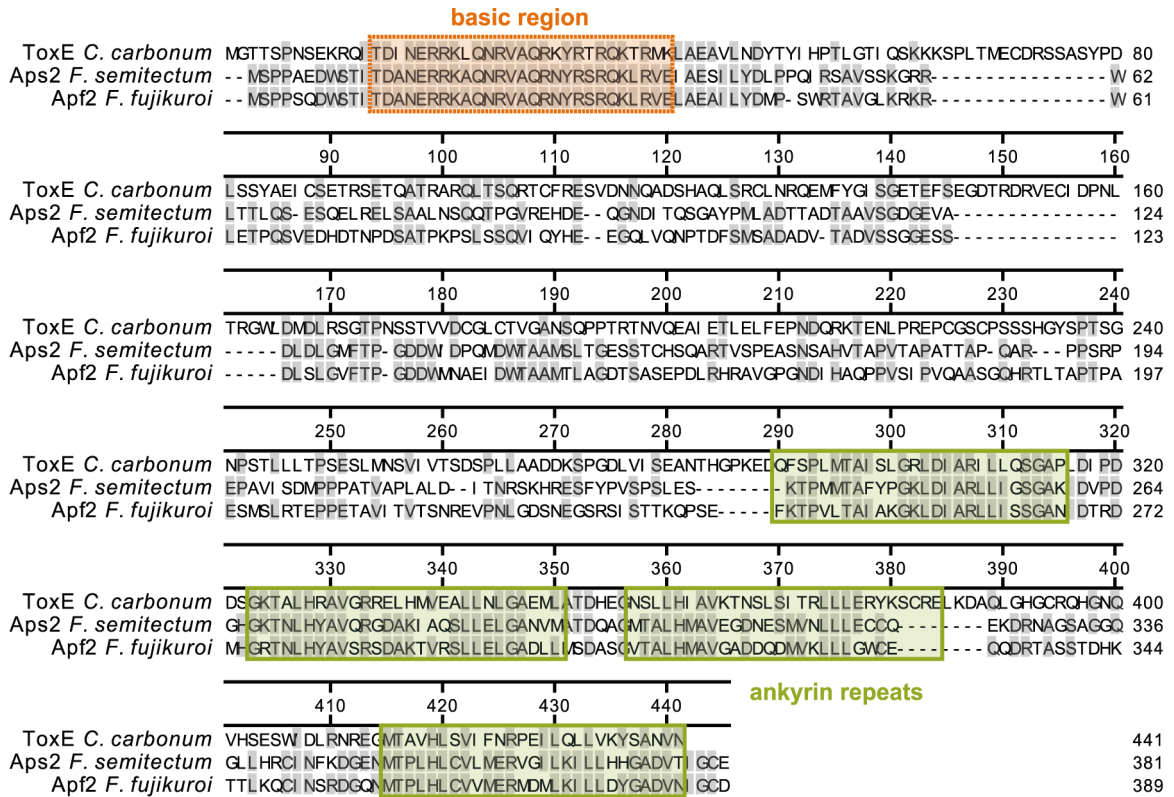 basic region
ToxE C. carbonum MGTTSPNSEKRQITDINERRKLQNRVAQRKYRTRQKTRMKLAEAVLNDYTYIHPTLGTIQSKKKSPLTMECDRSSASYPD 80
Aps2 F. semitectum --MSPPAEDWSTITDANERRKAQNRVAQRNYRSRQKLRVEIAESILYDLPPQIRSAVSSKGRR----------------W 62
Apf2 F. fujikuroi --MSPPSQDWSTITDANERRKAQNRVAQRNYRSRQKLRVELAEAILYDMP-SWRTAVGLKRKR----------------W 61
90 100 110 120 130 140 150 160
ToxE C. carbonum LSSYAEICSETRSETQATRARQLTSQRTCFRESVDNNQADSHAQLSRCLNRQEMFYGISGETEFSEGDTRDRVECIDPNL 160
Aps2 F. semitectum LTTLQS-ESQELRELSAALNSQQTPGVREHDE--QGNDITQSGAYPMLADTTADTAAVSGDGEVA--------------- 124
Apf2 F. fujikuroi LETPQSVEDHDTNPDSATPKPSLSSQVIQYHE--EGQLVQNPTDFSMSADADV-TADVSSGGESS--------------- 123
170 180 190 200 210 220 230 240
ToxE C. carbonum TRGWLDMDLRSGTPNSSTVVDCGLCTVGANSQPPTRTNVQEAIETLELFEPNDQRKTENLPREPCGSCPSSSHGYSPTSG 240
Aps2 F. semitectum -----DLDLGMFTP-GDDWIDPQMDWTAAMSLTGESSTCHSQARTVSPEASNSAHVTAPVTAPATTAP-QAR--PPSRP 194
Apf2 F. fujikuroi -----DLSLGVFTP-GDDWMNAEIDWTAAMTLAGDTSASEPDLRHRAVGPGNDIHAQPPVSIPVQAASGQHRTLTAPTPA 197
250 260 270 280 290 300 310 320
ToxE C. carbonum NPSTLLLTPSESLMNSVIVTSDSPLLAADDKSPGDLVISEANTHGPKEDQFSPLMTAISLGRLDIARILLQSGAPLDIPD 320
Aps2 F. semitectum EPAVISDMPPPATVAPLALD--ITNRSKHRESFYPVSPSLES--------KTPMMTAFYPGKLDIARLLIGSGAKIDVPD 264
Apf2 F. fujikuroi ESMSLRTEPPETAVITVTSNREVPNLGDSNEGSRSISTTKQPSE-----FKTPVLTAIAKGKLDIARLLISSGANIDTRD 272
330 340 350 360 370 380 390 400
ToxE C. carbonum DSGKTALHRAVGRRELHMVEALLNLGAEMLATDHEGNSLLHIAVKTNSLSITRLLLERYKSCRELKDAQLGHGCRQHGNQ 400
Aps2 F. semitectum GHGKTNLHYAVQRGDAKIAQSLLELGANVMATDQAGMTALHMAVEGDNESMVNLLLECCQ--------EKDRNAGSAGGQ 336
Apf2 F. fujikuroi MHGRTNLHYAVSRSDAKTVRSLLELGADLLMSDASGVTALHMAVGADDQDMVKLLLGWCE--------QQDRTASSTDHK 344
410 420 430 440
ankyrin repeats
ToxE C. carbonum VHSESWIDLRNREGMTAVHLSVIFNRPEILQLLVKYSANVN 441
Aps2 F. semitectum GLLHRCINFKDGENMTPLHLCVLMERVGILKILLHHGADVTIGCE 381
Apf2 F. fujikuroi TTLKQCINSRDGQNMTPLHLCVVMERMDMLKILLDYGADVNIGCD 389